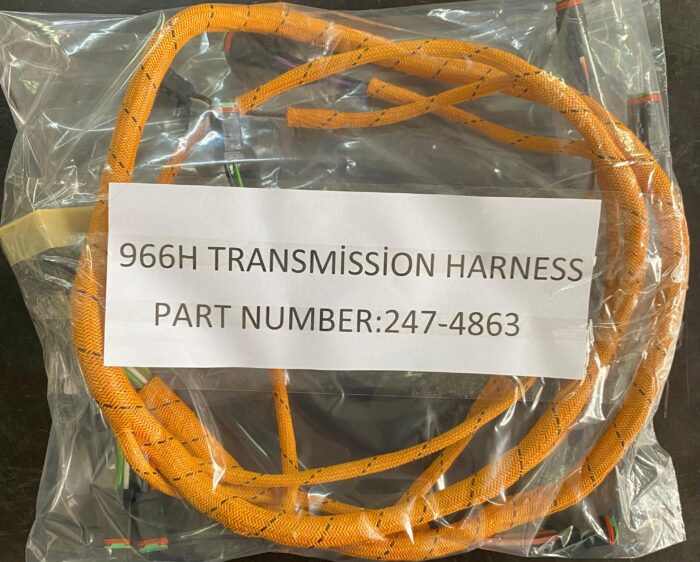 966H TRANSMİSSİON HARNESS
PART NUMBER:247-4863